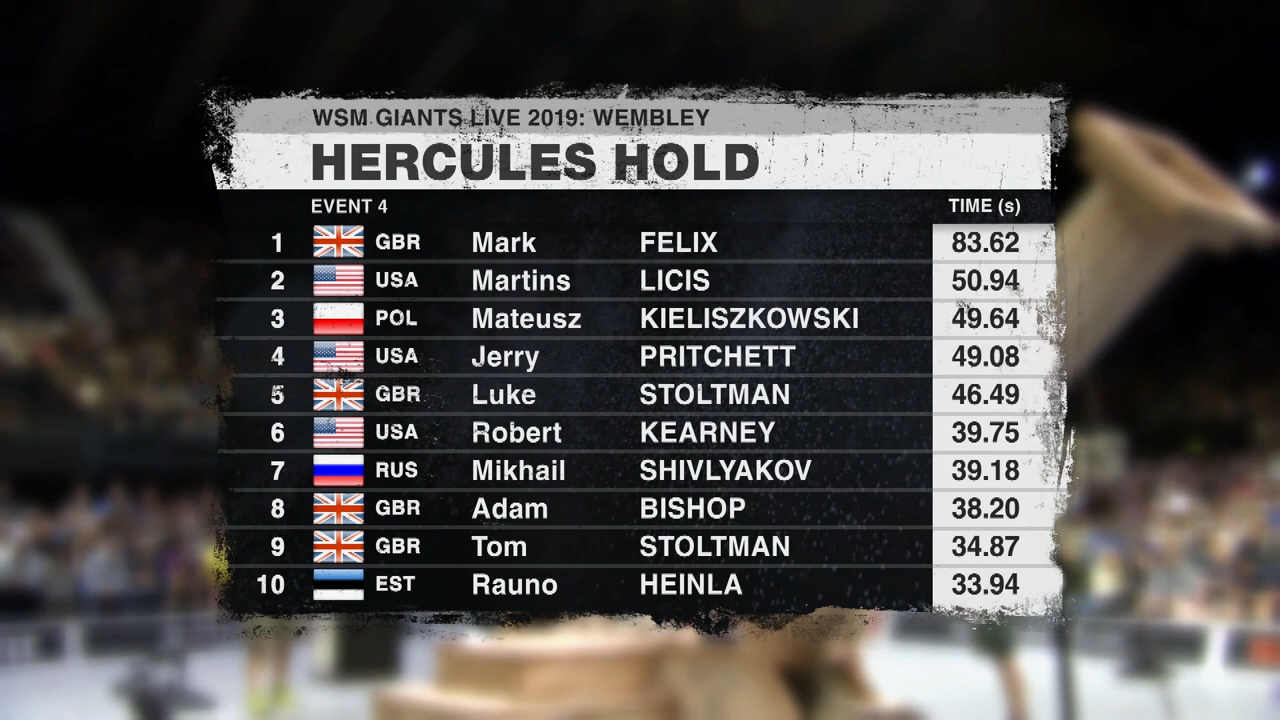 WSM GIANTS LIVE 2019: WEMBLEY
HERCULES HOLD
EVENT 4 TIME (s)
1 GBR Mark FELIX 83.62
2 USA Martins LICIS 50.94
3 POL Mateusz KIELISZKOWSKI 49.64
4 USA Jerry PRITCHETT 49.08
5 GBR Luke STOLTMAN 46.49
6 USA Robert KEARNEY 39.75
7 RUS Mikhail SHIVLYAKOV 39.18
8 GBR Adam BISHOP 38.20
9 GBR Tom STOLTMAN 34.87
10 EST Rauno HEINLA 33.94